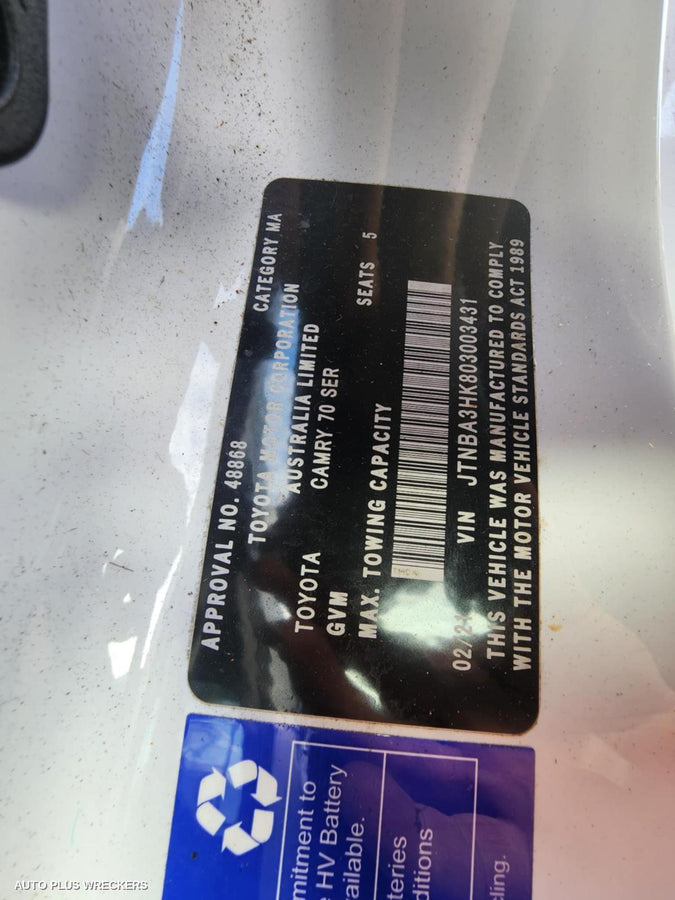 APPROVAL NO. 48868 CATEGORY MA
TOYOTA MOTOR CORPORATION
AUSTRALIA LIMITED
TOYOTA CAMRY 70 SER
GVM
MAX. TOWING CAPACITY SEATS 5
VIN JTNBA3HK803003431
THIS VEHICLE WAS MANUFACTURED TO COMPLY
WITH THE MOTOR VEHICLE STANDARDS ACT 1989
mitment to
HV Battery
ailable.
teries
ditions
ling.
AUTO PLUS WRECKERS